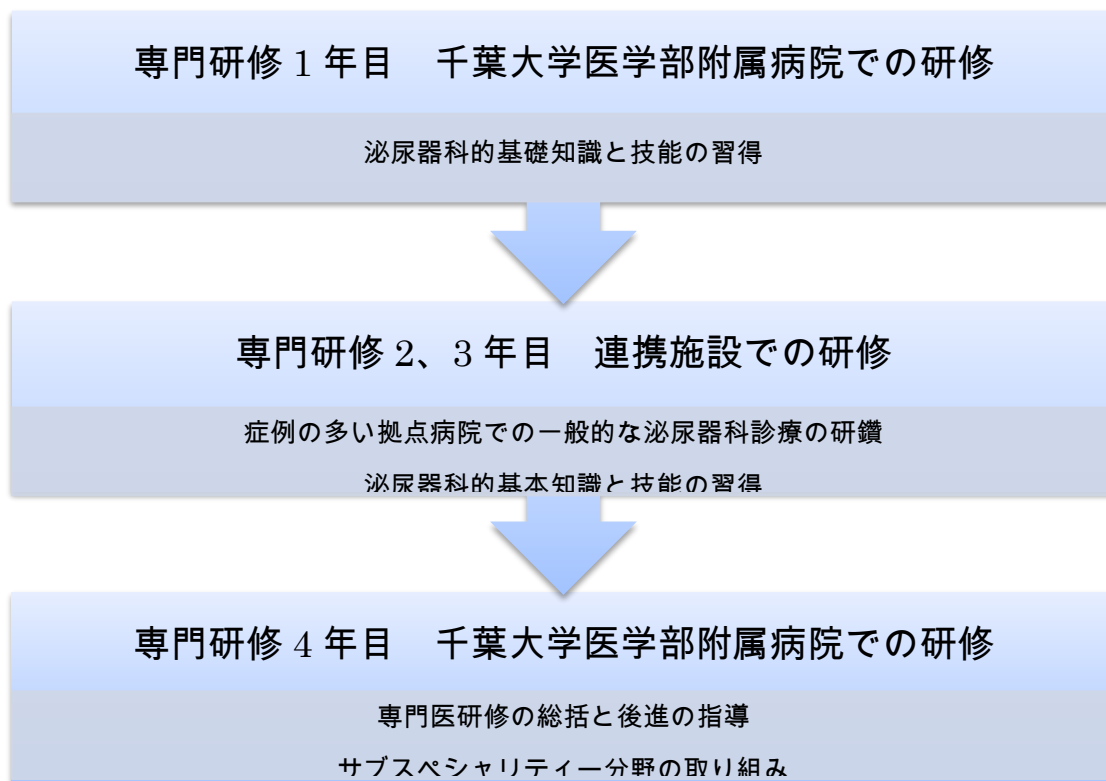 専門研修 1 年目　千葉大学医学部附属病院での研修
泌尿器科的基礎知識と技能の習得
専門研修 2、3 年目　連携施設での研修
症例の多い拠点病院での一般的な泌尿器科診療の研鑽
泌尿器科的基本知識と技能の習得
専門研修 4 年目　千葉大学医学部附属病院での研修
専門医研修の総括と後進の指導
サブスペシャリティー分野の取り組み